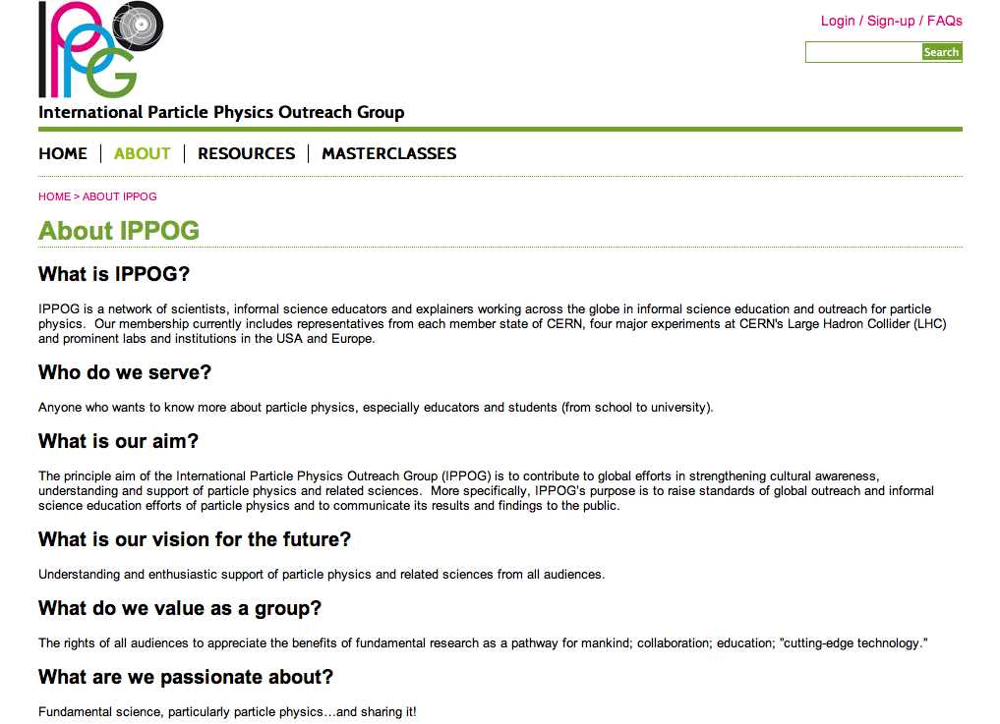 IPPOG
Login / Sign-up / FAQs
Search
International Particle Physics Outreach Group
HOME | ABOUT | RESOURCES | MASTERCLASSES
HOME > ABOUT IPPOG
About IPPOG
What is IPPOG?
IPPOG is a network of scientists, informal science educators and explainers working across the globe in informal science education and outreach for particle
physics.  Our membership currently includes representatives from each member state of CERN, four major experiments at CERN's Large Hadron Collider (LHC)
and prominent labs and institutions in the USA and Europe.
Who do we serve?
Anyone who wants to know more about particle physics, especially educators and students (from school to university).
What is our aim?
The principle aim of the International Particle Physics Outreach Group (IPPOG) is to contribute to global efforts in strengthening cultural awareness,
understanding and support of particle physics and related sciences.  More specifically, IPPOG's purpose is to raise standards of global outreach and informal
science education efforts of particle physics and to communicate its results and findings to the public.
What is our vision for the future?
Understanding and enthusiastic support of particle physics and related sciences from all audiences.
What do we value as a group?
The rights of all audiences to appreciate the benefits of fundamental research as a pathway for mankind; collaboration; education; ”cutting-edge technology.”
What are we passionate about?
Fundamental science, particularly particle physics…and sharing it!